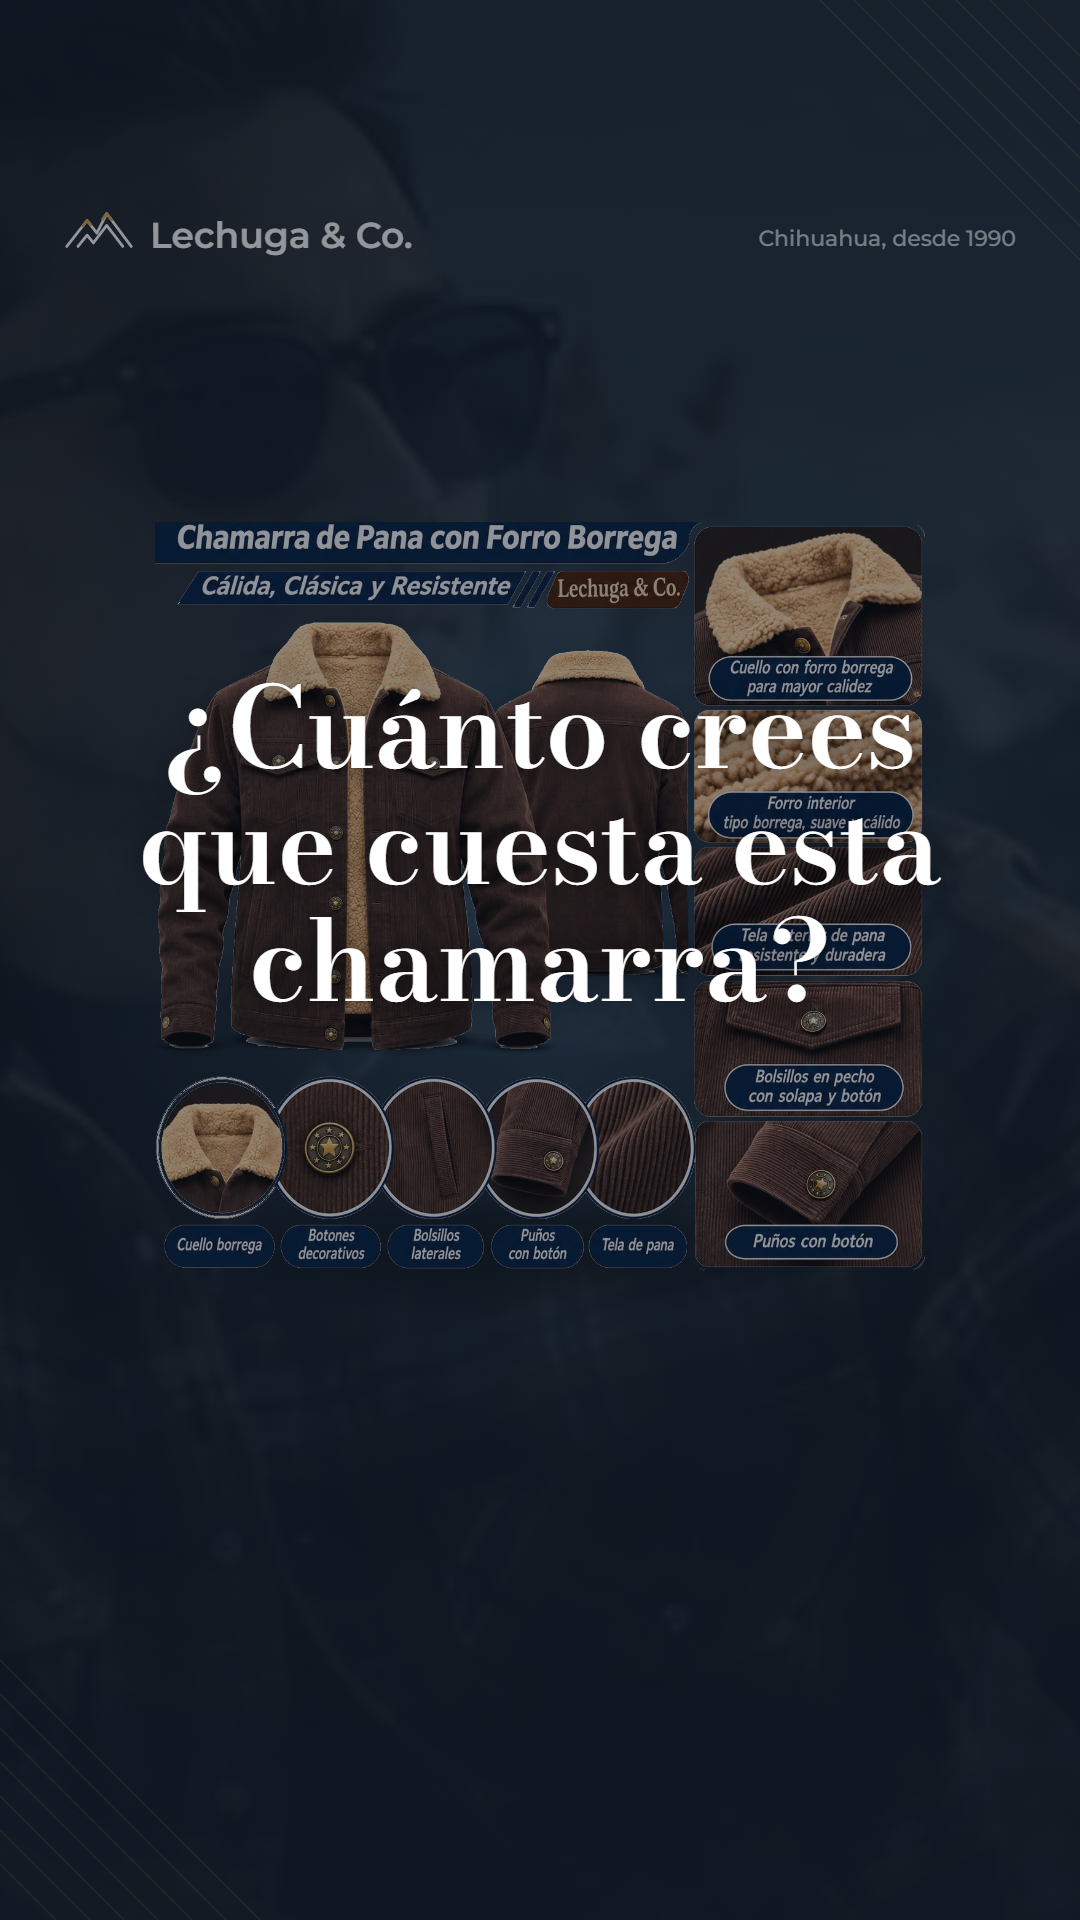 Lechuga & Co.
Chihuahua, desde 1990
Chamarra de Pana con Forro Borrega
Cálida, Clásica y Resistente
Lechuga & Co.
Cuello con forro borrega
para mayor calidez
¿Cuánto crees
que cuesta esta
chamarra?
Forro interior
tipo borrega, suave y cálido
Tela exterior de pana
resistente y duradera
Bolsillos en pecho
con solapa y botón
Puños con botón
Cuello borrega
Botones
decorativos
Bolsillos
laterales
Puños
con botón
Tela de pana